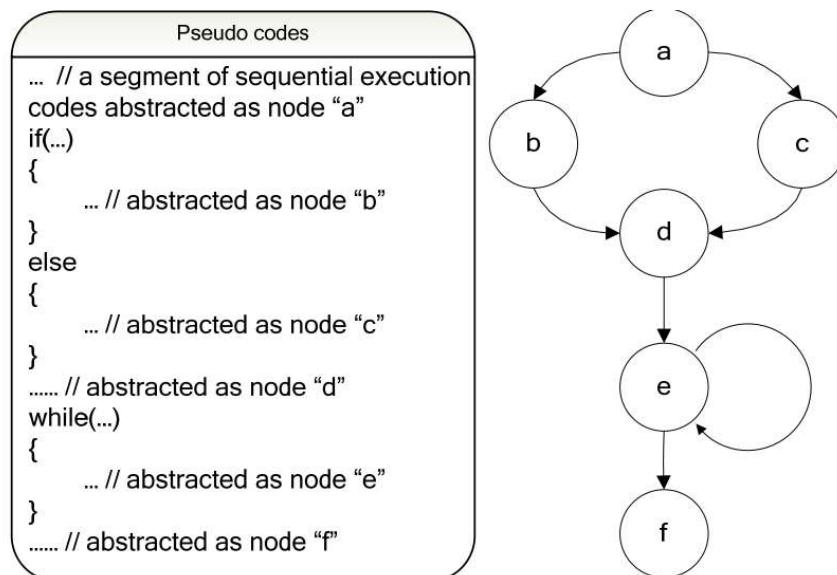 Pseudo codes
... // a segment of sequential execution
codes abstracted as node “a”
if(...)
{
... // abstracted as node “b”
}
else
{
... // abstracted as node “c”
}
...... // abstracted as node “d”
while(...)
{
... // abstracted as node “e”
}
...... // abstracted as node “f”
a
b
c
d
e
f